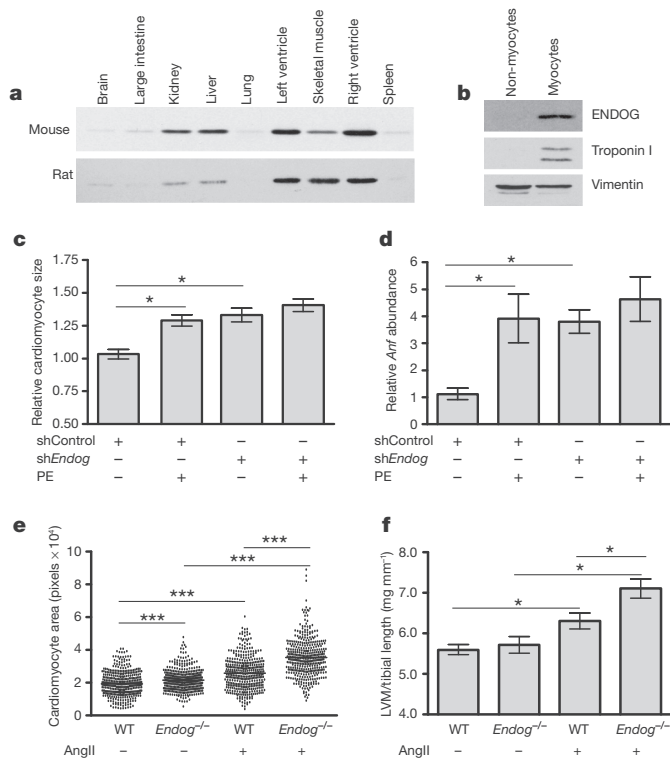 a
Brain
Large intestine
Kidney
Liver
Lung
Left ventricle
Skeletal muscle
Right ventricle
Spleen
Mouse
Rat
b
Non-myocytes
Myocytes
ENDOG
Troponin I
Vimentin
c
Relative cardiomyocyte size
1.75
1.50
1.25
1.00
0.75
0.50
*
*
shControl + + – –
shEndog – – + +
PE – + – +
d
Relative Anf abundance
6
5
4
3
2
1
0
*
*
shControl + + – –
shEndog – – + +
PE – + – +
e
Cardiomyocyte area (pixels × 10⁴)
10
8
6
4
2
0
***
***
***
***
WT Endog⁻/⁻ WT Endog⁻/⁻
AngII – – + +
f
LVM/tibial length (mg mm⁻¹)
8.0
7.0
6.0
5.0
4.0
*
*
*
WT Endog⁻/⁻ WT Endog⁻/⁻
AngII – – + +